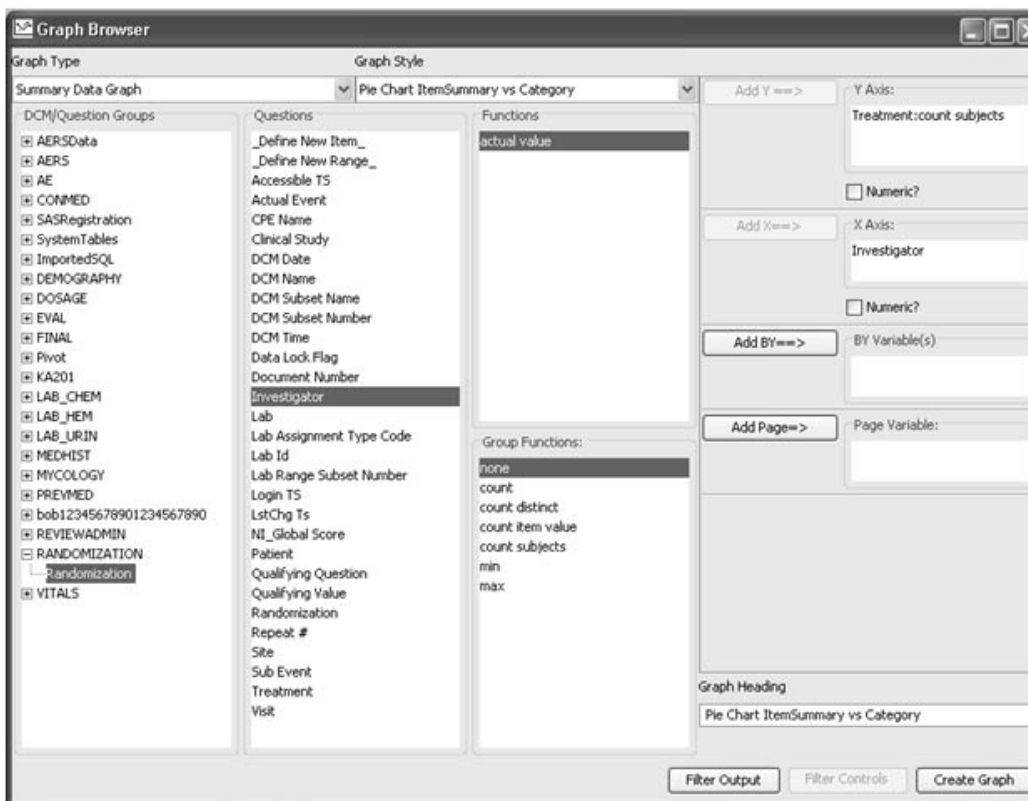 Graph Browser
Graph Type
Graph Style
Summary Data Graph
Pie Chart ItemSummary vs Category
DCM/Question Groups
AERSData
AERS
AE
CONMED
SASRegistration
SystemTables
ImportedSQL
DEMOGRAPHY
DOSAGE
EVAL
FINAL
Pivot
KA201
LAB_CHEM
LAB_HEM
LAB_URIN
MEDHIST
MYCOLOGY
PREVMED
bob12345678901234567890
REVIEWADMIN
RANDOMIZATION
Randomization
VITALS
Questions
_Define New Item_
_Define New Range_
Accessible TS
Actual Event
CPE Name
Clinical Study
DCM Date
DCM Name
DCM Subset Name
DCM Subset Number
DCM Time
Data Lock Flag
Document Number
Investigator
Lab
Lab Assignment Type Code
Lab Id
Lab Range Subset Number
Login TS
LstChg Ts
NI_Global Score
Patient
Qualifying Question
Qualifying Value
Randomization
Repeat #
Site
Sub Event
Treatment
Visit
Functions
actual value
Group Functions:
none
count
count distinct
count item value
count subjects
min
max
Add Y ==>
Y Axis:
Treatment:count subjects
Numeric?
Add X==>
X Axis:
Investigator
Numeric?
Add BY==>
BY Variable(s)
Add Page=>
Page Variable:
Graph Heading
Pie Chart ItemSummary vs Category
Filter Output
Filter Controls
Create Graph